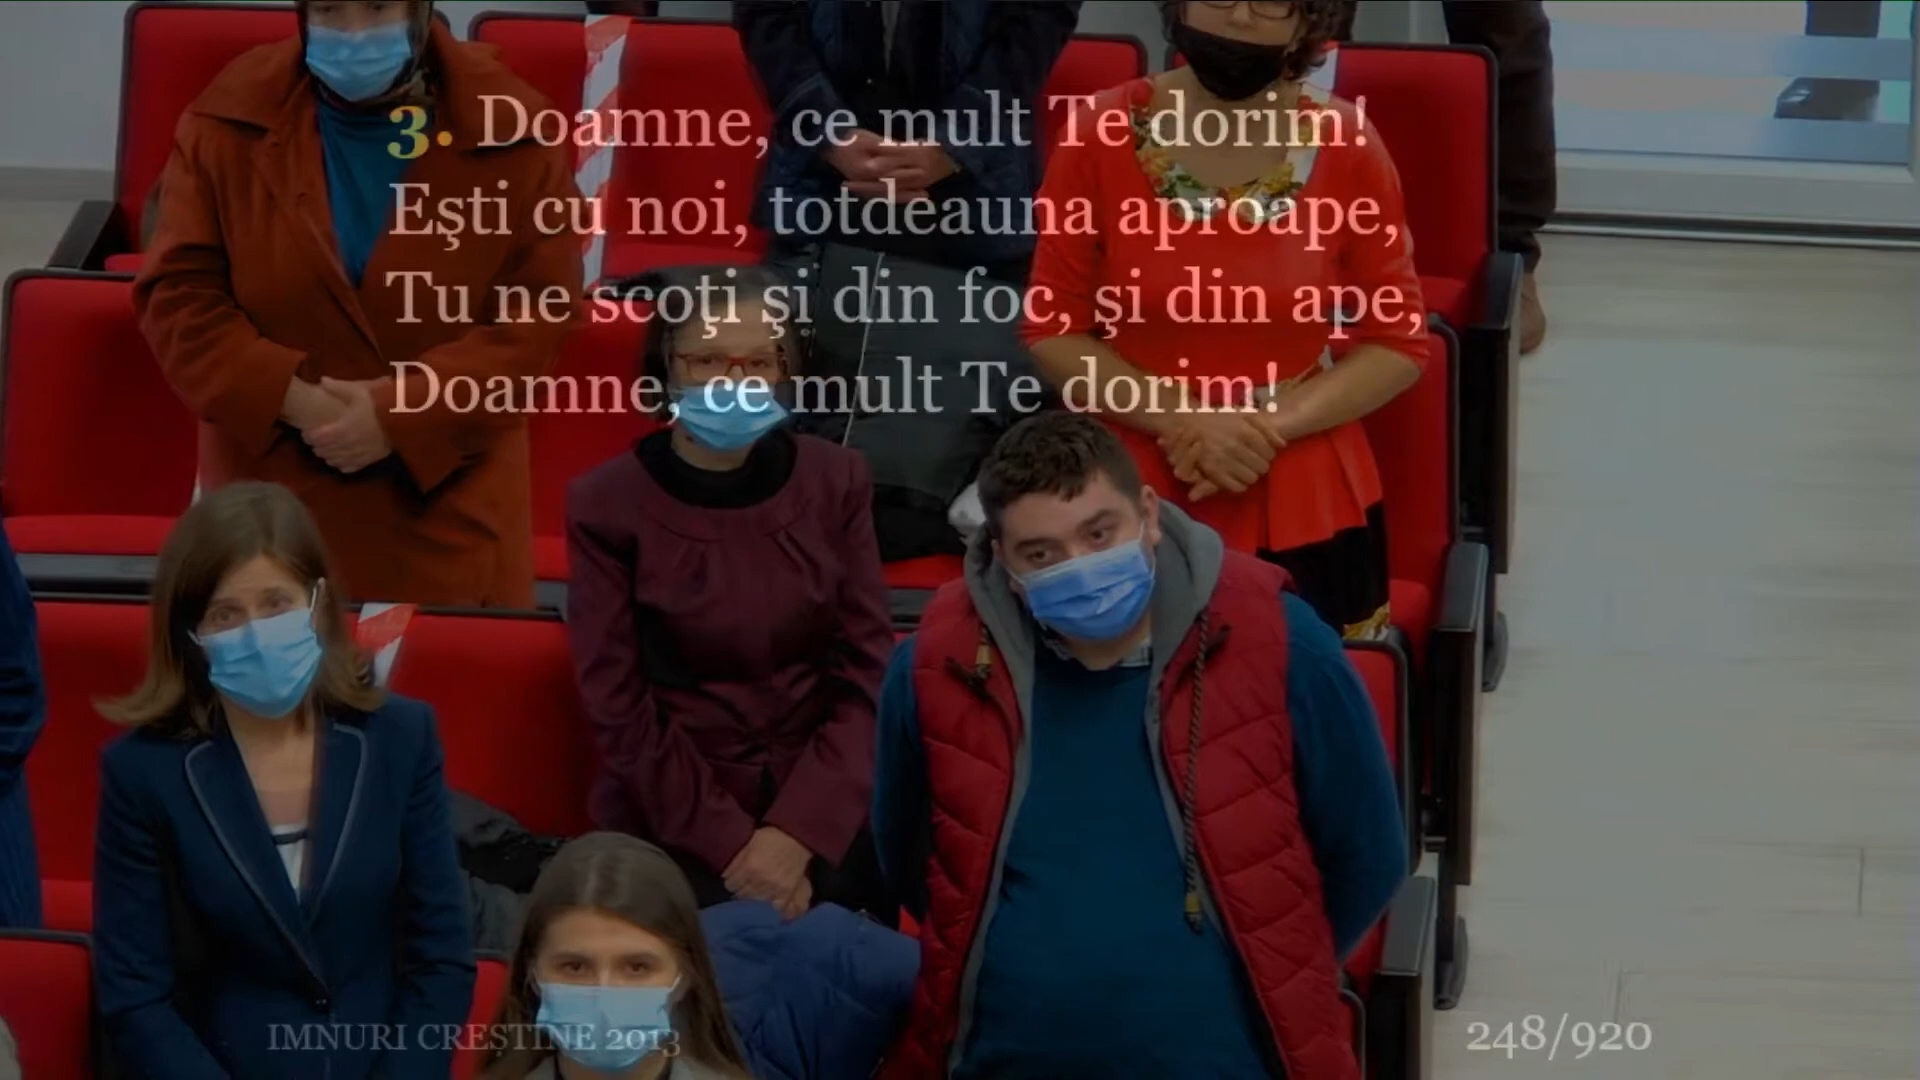 3. Doamne, ce mult Te dorim!
Eşti cu noi, totdeauna aproape,
Tu ne scoţi şi din foc, şi din ape,
Doamne, ce mult Te dorim!
IMNURI CREȘTINE 2013
248/920